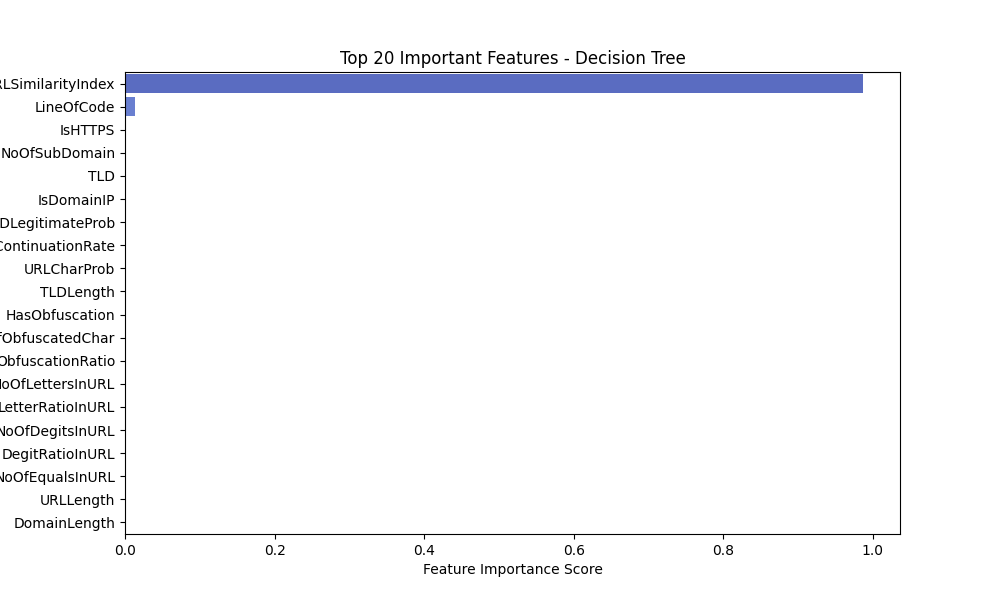 Top 20 Important Features - Decision Tree
RLSimilarityIndex
LineOfCode
IsHTTPS
NoOfSubDomain
TLD
IsDomainIP
DLegitimateProb
ContinuationRate
URLCharProb
TLDLength
HasObfuscation
fObfuscatedChar
ObfuscationRatio
NoOfLettersInURL
LetterRatioInURL
NoOfDegitsInURL
DegitRatioInURL
NoOfEqualsInURL
URLLength
DomainLength
0.0 0.2 0.4 0.6 0.8 1.0
Feature Importance Score